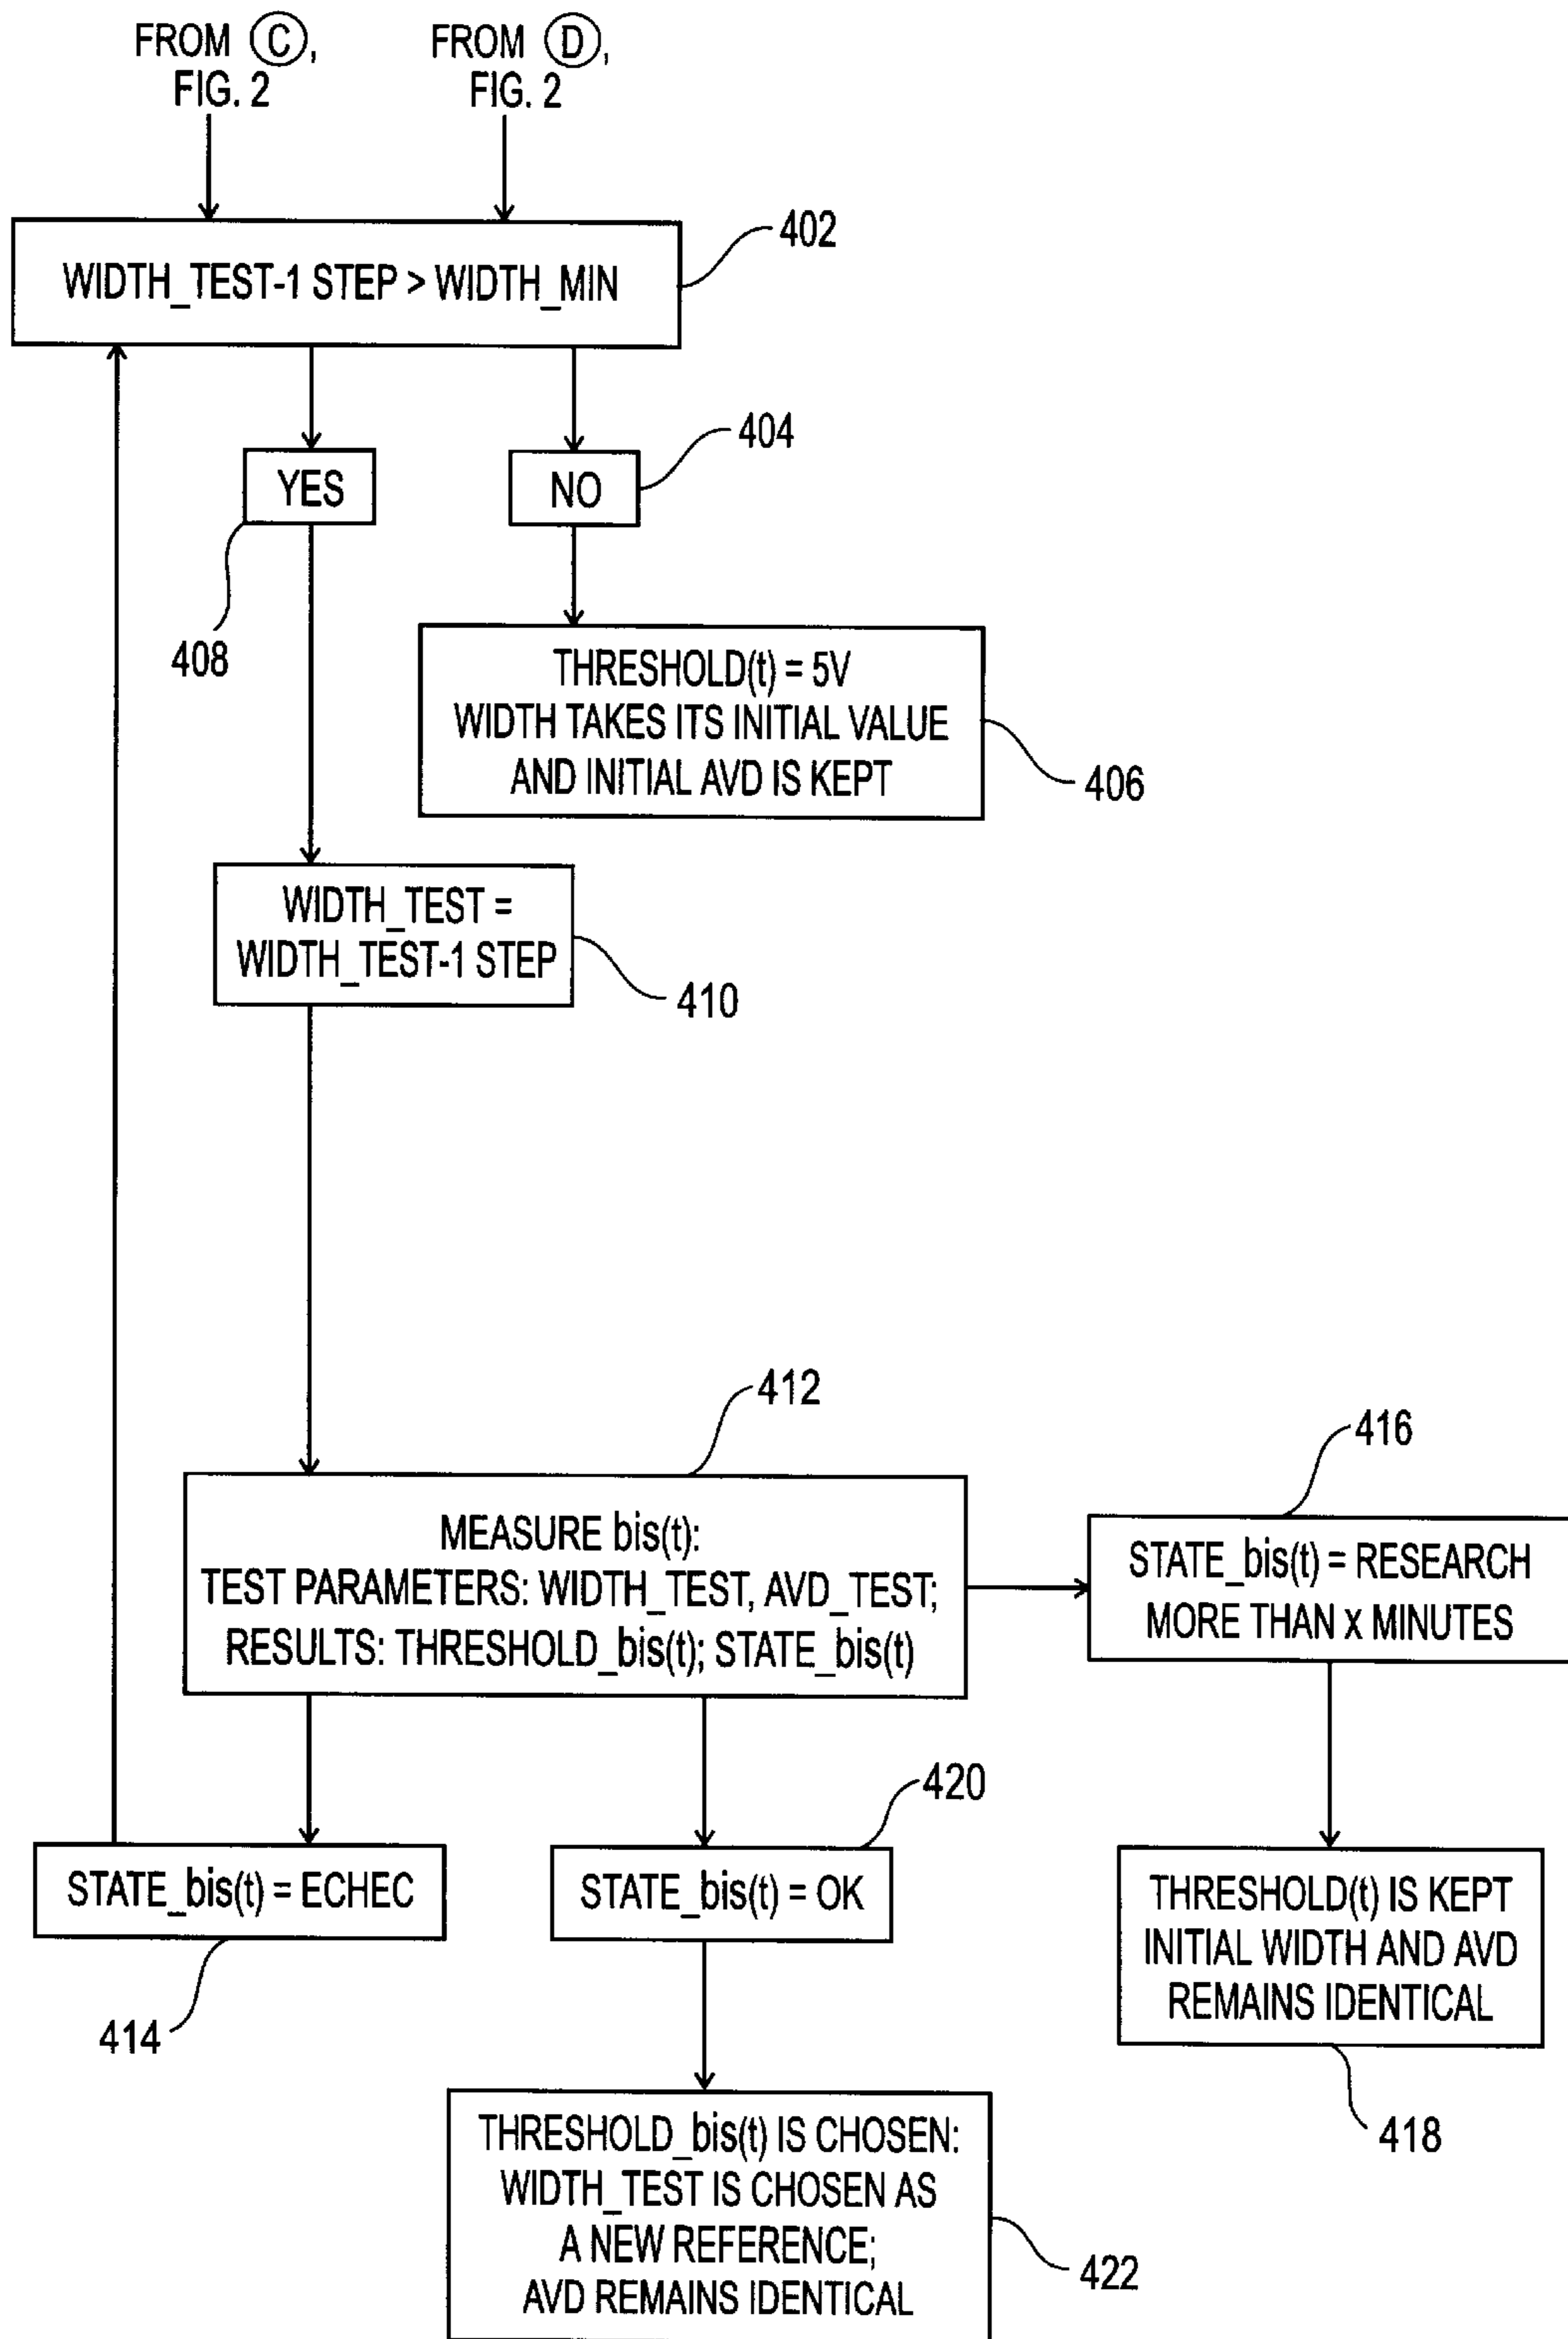 FROM C,
FIG. 2
FROM D,
FIG. 2
402
WIDTH_TEST-1 STEP > WIDTH_MIN
404
YES
NO
408
THRESHOLD(t) = 5V
WIDTH TAKES ITS INITIAL VALUE
AND INITIAL AVD IS KEPT
406
WIDTH_TEST =
WIDTH_TEST-1 STEP
410
412
416
MEASURE bis(t):
TEST PARAMETERS: WIDTH_TEST, AVD_TEST;
RESULTS: THRESHOLD_bis(t); STATE_bis(t)
STATE_bis(t) = RESEARCH
MORE THAN x MINUTES
420
STATE_bis(t) = ECHEC
STATE_bis(t) = OK
THRESHOLD(t) IS KEPT
INITIAL WIDTH AND AVD
REMAINS IDENTICAL
414
418
THRESHOLD_bis(t) IS CHOSEN:
WIDTH_TEST IS CHOSEN AS
A NEW REFERENCE;
AVD REMAINS IDENTICAL
422